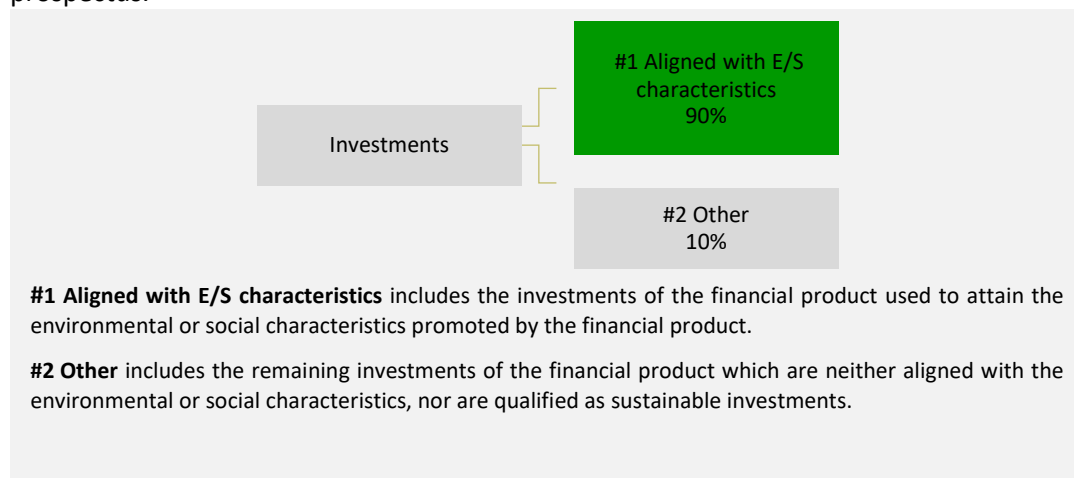 prospectus.
#1 Aligned with E/S
characteristics
90%
Investments
#2 Other
10%
#1 Aligned with E/S characteristics includes the investments of the financial product used to attain the
environmental or social characteristics promoted by the financial product.
#2 Other includes the remaining investments of the financial product which are neither aligned with the
environmental or social characteristics, nor are qualified as sustainable investments.